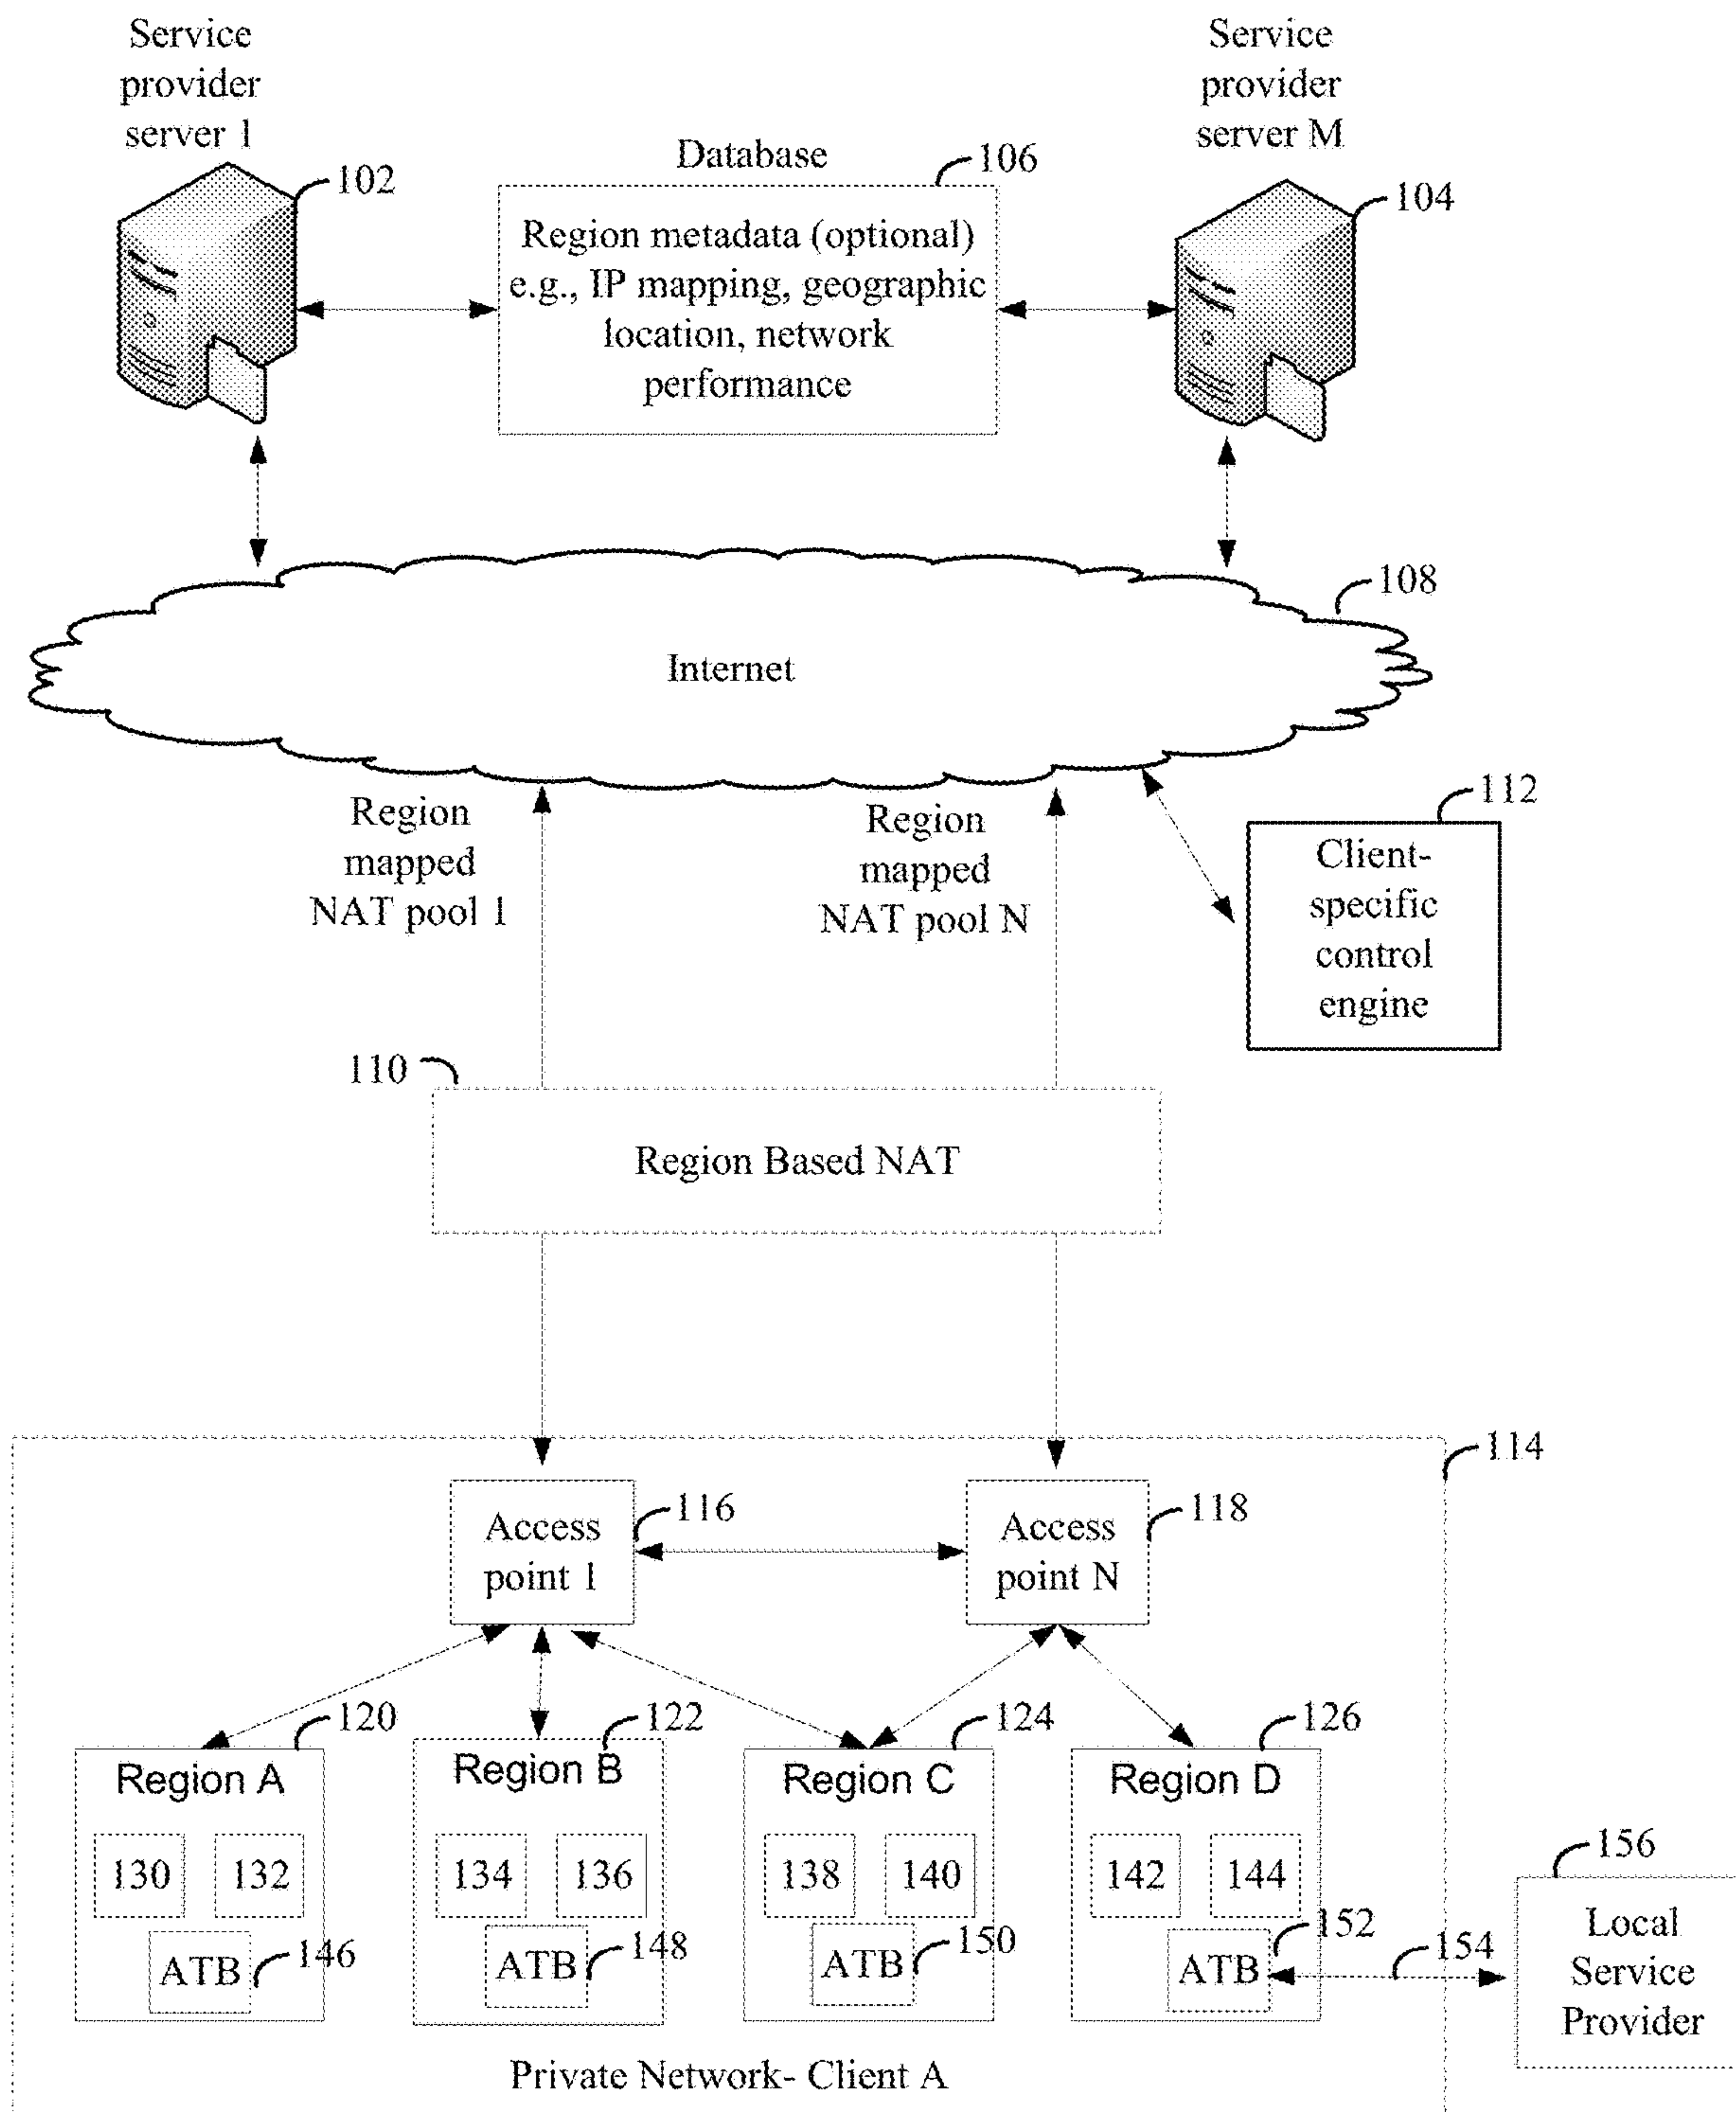 Service
provider
server 1
102
Database
106
Region metadata (optional)
e.g., IP mapping, geographic
location, network
performance
Service
provider
server M
104
108
Internet
Region
mapped
NAT pool 1
Region
mapped
NAT pool N
112
Client-
specific
control
engine
110
Region Based NAT
114
Access
point 1
116
Access
point N
118
120
Region A
130 132
ATB
146
122
Region B
134 136
ATB
148
124
Region C
138 140
ATB
150
126
Region D
142 144
ATB
152
154
156
Local
Service
Provider
Private Network- Client A